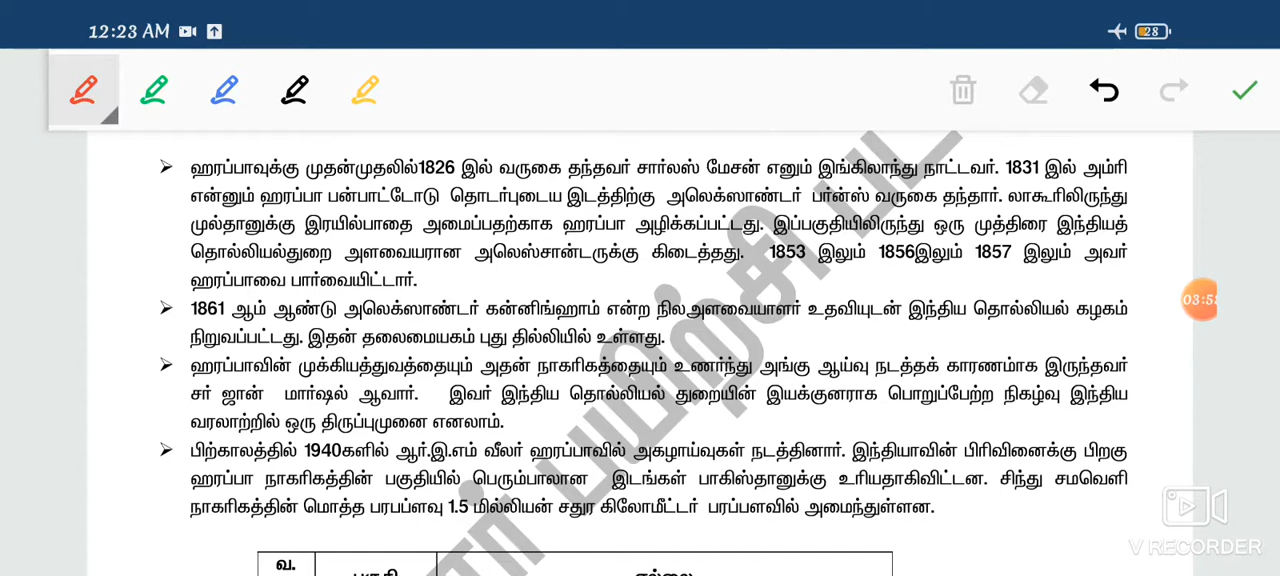 12:23 AM
28
➢ ஹரப்பாவுக்கு முதன்முதலில்1826 இல் வருகை தந்தவர் சார்லஸ் மேசன் எனும் இங்கிலாந்து நாட்டவர். 1831 இல் அம்ரி
என்னும் ஹரப்பா பன்பாட்டோடு தொடர்புடைய இடத்திற்கு அலெக்ஸாண்டர் பர்ன்ஸ் வருகை தந்தார். லாகூரிலிருந்து
முல்தானுக்கு இரயில்பாதை அமைப்பதற்காக ஹரப்பா அழிக்கப்பட்டது. இப்பகுதியிலிருந்து ஒரு முத்திரை இந்தியத்
தொல்லியல்துறை அளவையரான அலெஸ்சான்டருக்கு கிடைத்தது. 1853 இலும் 1856இலும் 1857 இலும் அவர்
ஹரப்பாவை பார்வையிட்டார்.
➢ 1861 ஆம் ஆண்டு அலெக்ஸாண்டர் கன்னிங்ஹாம் என்ற நிலஅளவையாளர் உதவியுடன் இந்திய தொல்லியல் கழகம்
நிறுவப்பட்டது. இதன் தலைமையகம் புது தில்லியில் உள்ளது.
➢ ஹரப்பாவின் முக்கியத்துவத்தையும் அதன் நாகரிகத்தையும் உணர்ந்து அங்கு ஆய்வு நடத்தக் காரணமாக இருந்தவர்
சர் ஜான் மார்ஷல் ஆவார். இவர் இந்திய தொல்லியல் துறையின் இயக்குனராக பொறுப்பேற்ற நிகழ்வு இந்திய
வரலாற்றில் ஒரு திருப்புமுனை எனலாம்.
➢ பிற்காலத்தில் 1940களில் ஆர்.இ.எம் வீலர் ஹரப்பாவில் அகழாய்வுகள் நடத்தினார். இந்தியாவின் பிரிவினைக்கு பிறகு
ஹரப்பா நாகரிகத்தின் பகுதியில் பெரும்பாலான இடங்கள் பாகிஸ்தானுக்கு உரியதாகிவிட்டன. சிந்து சமவெளி
நாகரிகத்தின் மொத்த பரபப்ளவு 1.5 மில்லியன் சதுர கிலோமீட்டர் பரப்பளவில் அமைந்துள்ளன.
வ.
பயிற்சி
03:58
V RECORDER